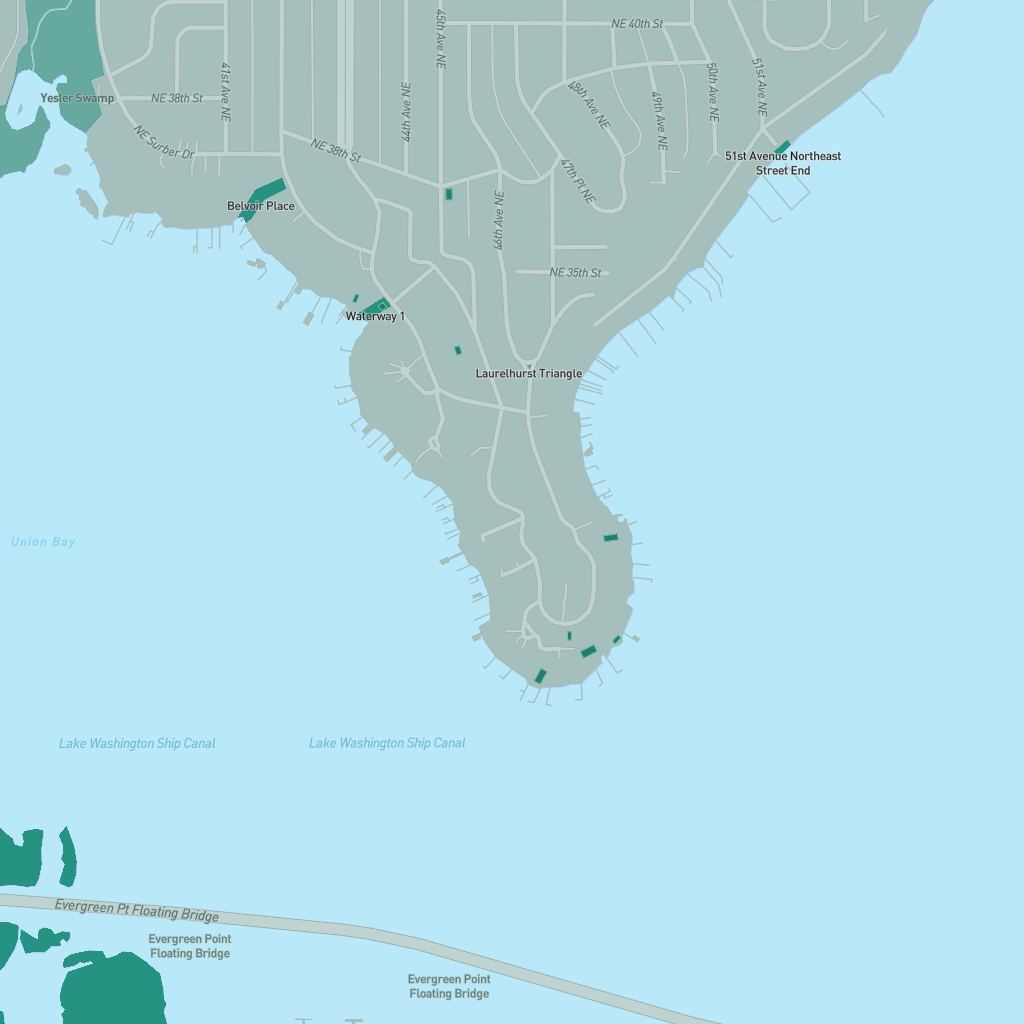 NE 40th St
45th Ave NE
41st Ave NE
51st Ave NE
50th Ave NE
Yesler Swamp
NE 38th St
44th Ave NE
48th Ave NE
49th Ave NE
NE Surber Dr
NE 38th St
51st Avenue Northeast
Street End
47th Pl NE
Belvoir Place
46th Ave NE
NE 35th St
Waterway 1
Laurelhurst Triangle
Union Bay
Lake Washington Ship Canal
Lake Washington Ship Canal
Evergreen Pt Floating Bridge
Evergreen Point
Floating Bridge
Evergreen Point
Floating Bridge